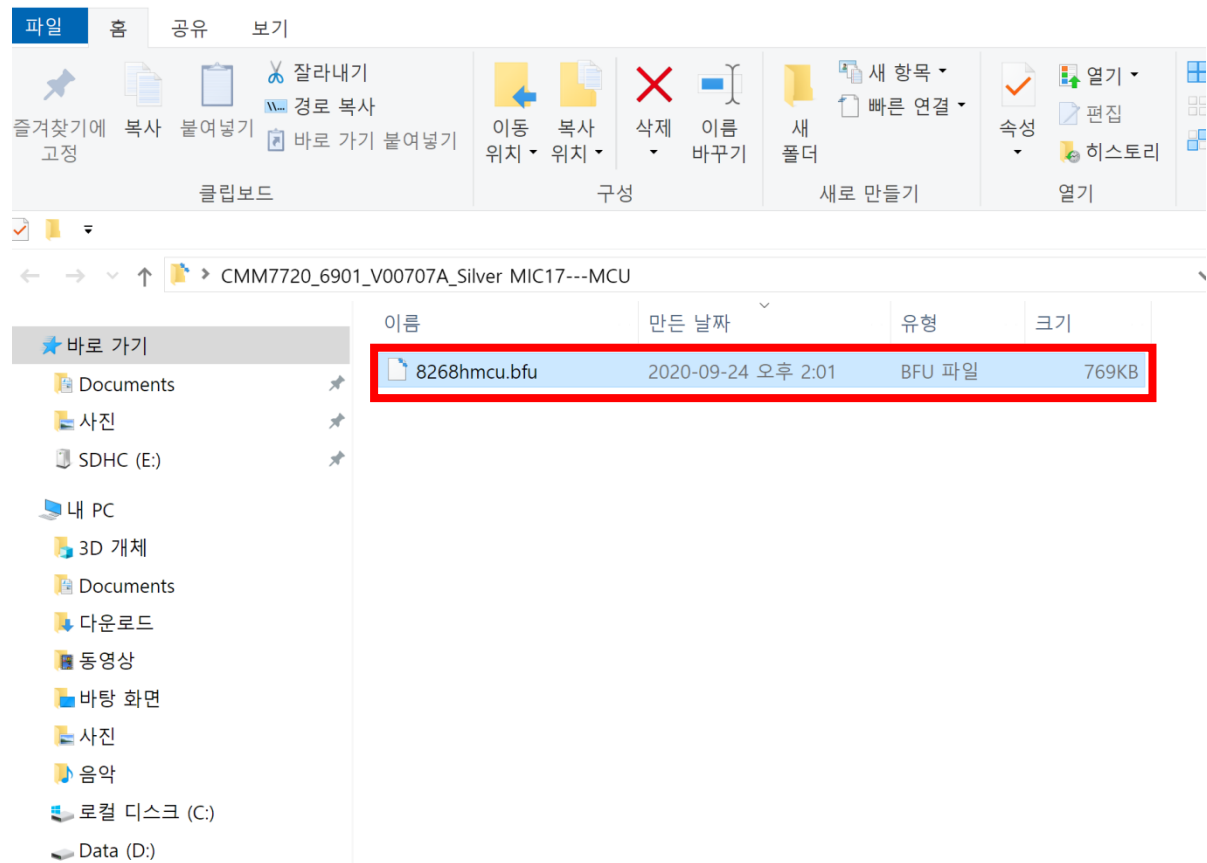 파일 홈 공유 보기
즐겨찾기에 고정
복사
붙여넣기
잘라내기
경로 복사
바로 가기 붙여넣기
클립보드
이동 위치
복사 위치
삭제
이름 바꾸기
구성
새 폴더
새 항목
빠른 연결
새로 만들기
속성
열기
편집
히스토리
열기
CMM7720_6901_V00707A_Silver MIC17---MCU
이름 만든 날짜 유형 크기
8268hmcu.bfu 2020-09-24 오후 2:01 BFU 파일 769KB
바로 가기
Documents
사진
SDHC (E:)
내 PC
3D 개체
Documents
다운로드
동영상
바탕 화면
사진
음악
로컬 디스크 (C:)
Data (D:)